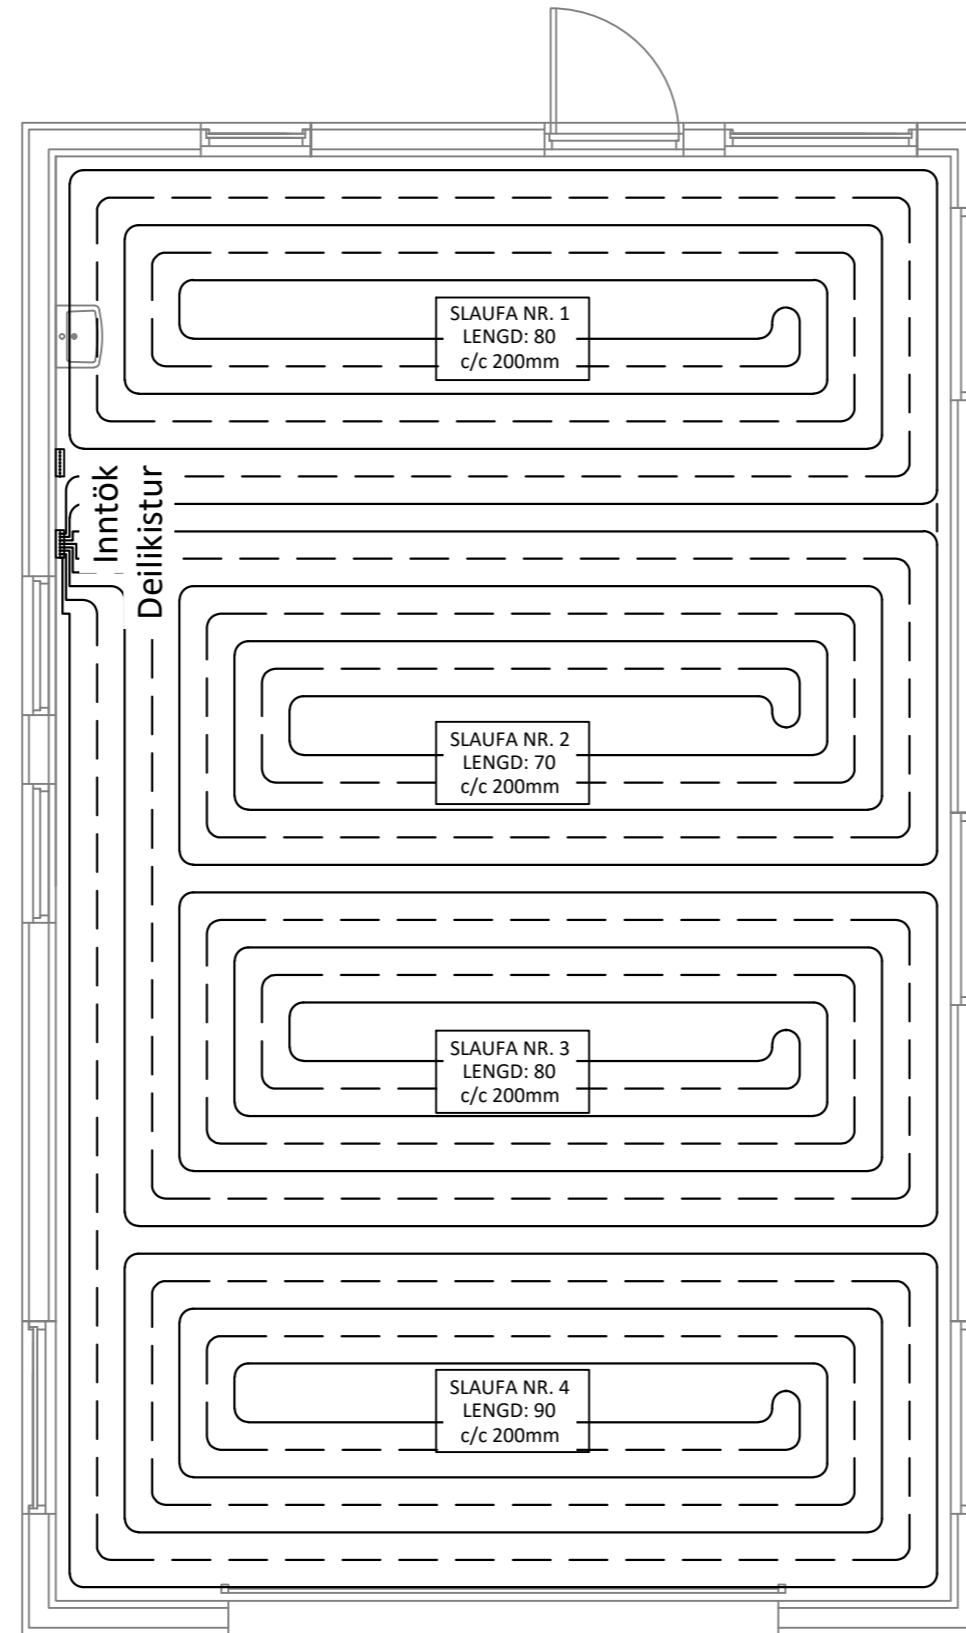 SLAUFA NR. 1
LENGD: 80
c/c 200mm
Inntök
Deilikistur
SLAUFA NR. 2
LENGD: 70
c/c 200mm
SLAUFA NR. 3
LENGD: 80
c/c 200mm
SLAUFA NR. 4
LENGD: 90
c/c 200mm